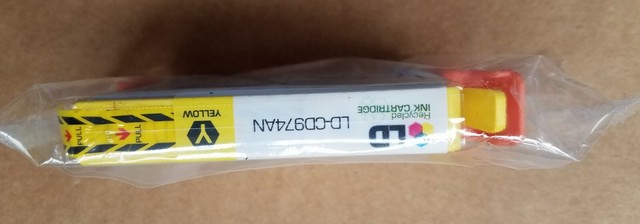 LD
Recycled
INK CARTRIDGE
LD-CD974AN
YELLOW
PULL
PULL